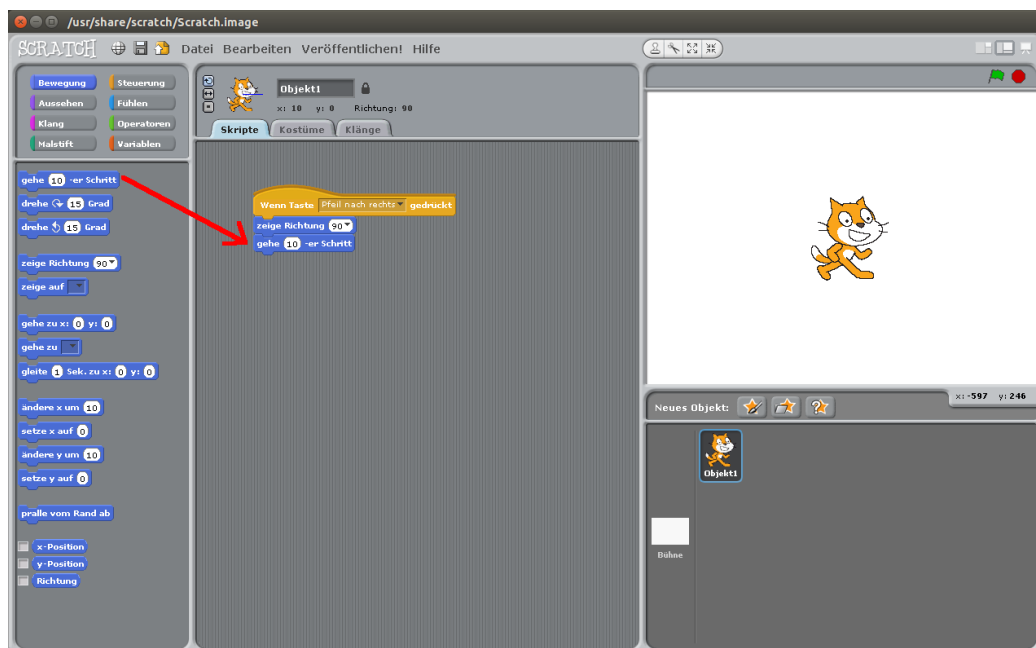 /usr/share/scratch/Scratch.image
SCRATCH Datei Bearbeiten Veröffentlichen! Hilfe
Bewegung Steuerung
Aussehen Fühlen
Klang Operatoren
Malstift Variablen
gehe 10 -er Schritt
drehe 15 Grad
drehe 15 Grad
zeige Richtung 90
zeige auf
gehe zu x: 0 y: 0
gehe zu
gleite 1 Sek. zu x: 0 y: 0
ändere x um 10
setze x auf 0
ändere y um 10
setze y auf 0
pralle vom Rand ab
x-Position
y-Position
Richtung
Objekt1
x: 10 y: 0 Richtung: 90
Skripte Kostüme Klänge
Wenn Taste Pfeil nach rechts gedrückt
zeige Richtung 90
gehe 10 -er Schritt
x: -597 y: 246
Neues Objekt:
Objekt1
Bühne